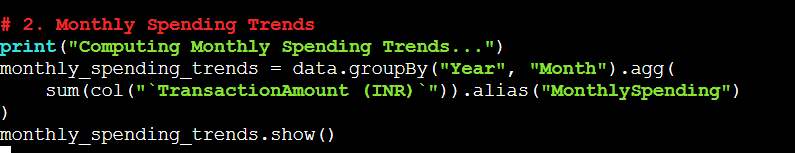 # 2. Monthly Spending Trends
print("Computing Monthly Spending Trends...")
monthly_spending_trends = data.groupBy("Year", "Month").agg(
    sum(col("`TransactionAmount (INR)`")).alias("MonthlySpending")
)
monthly_spending_trends.show()